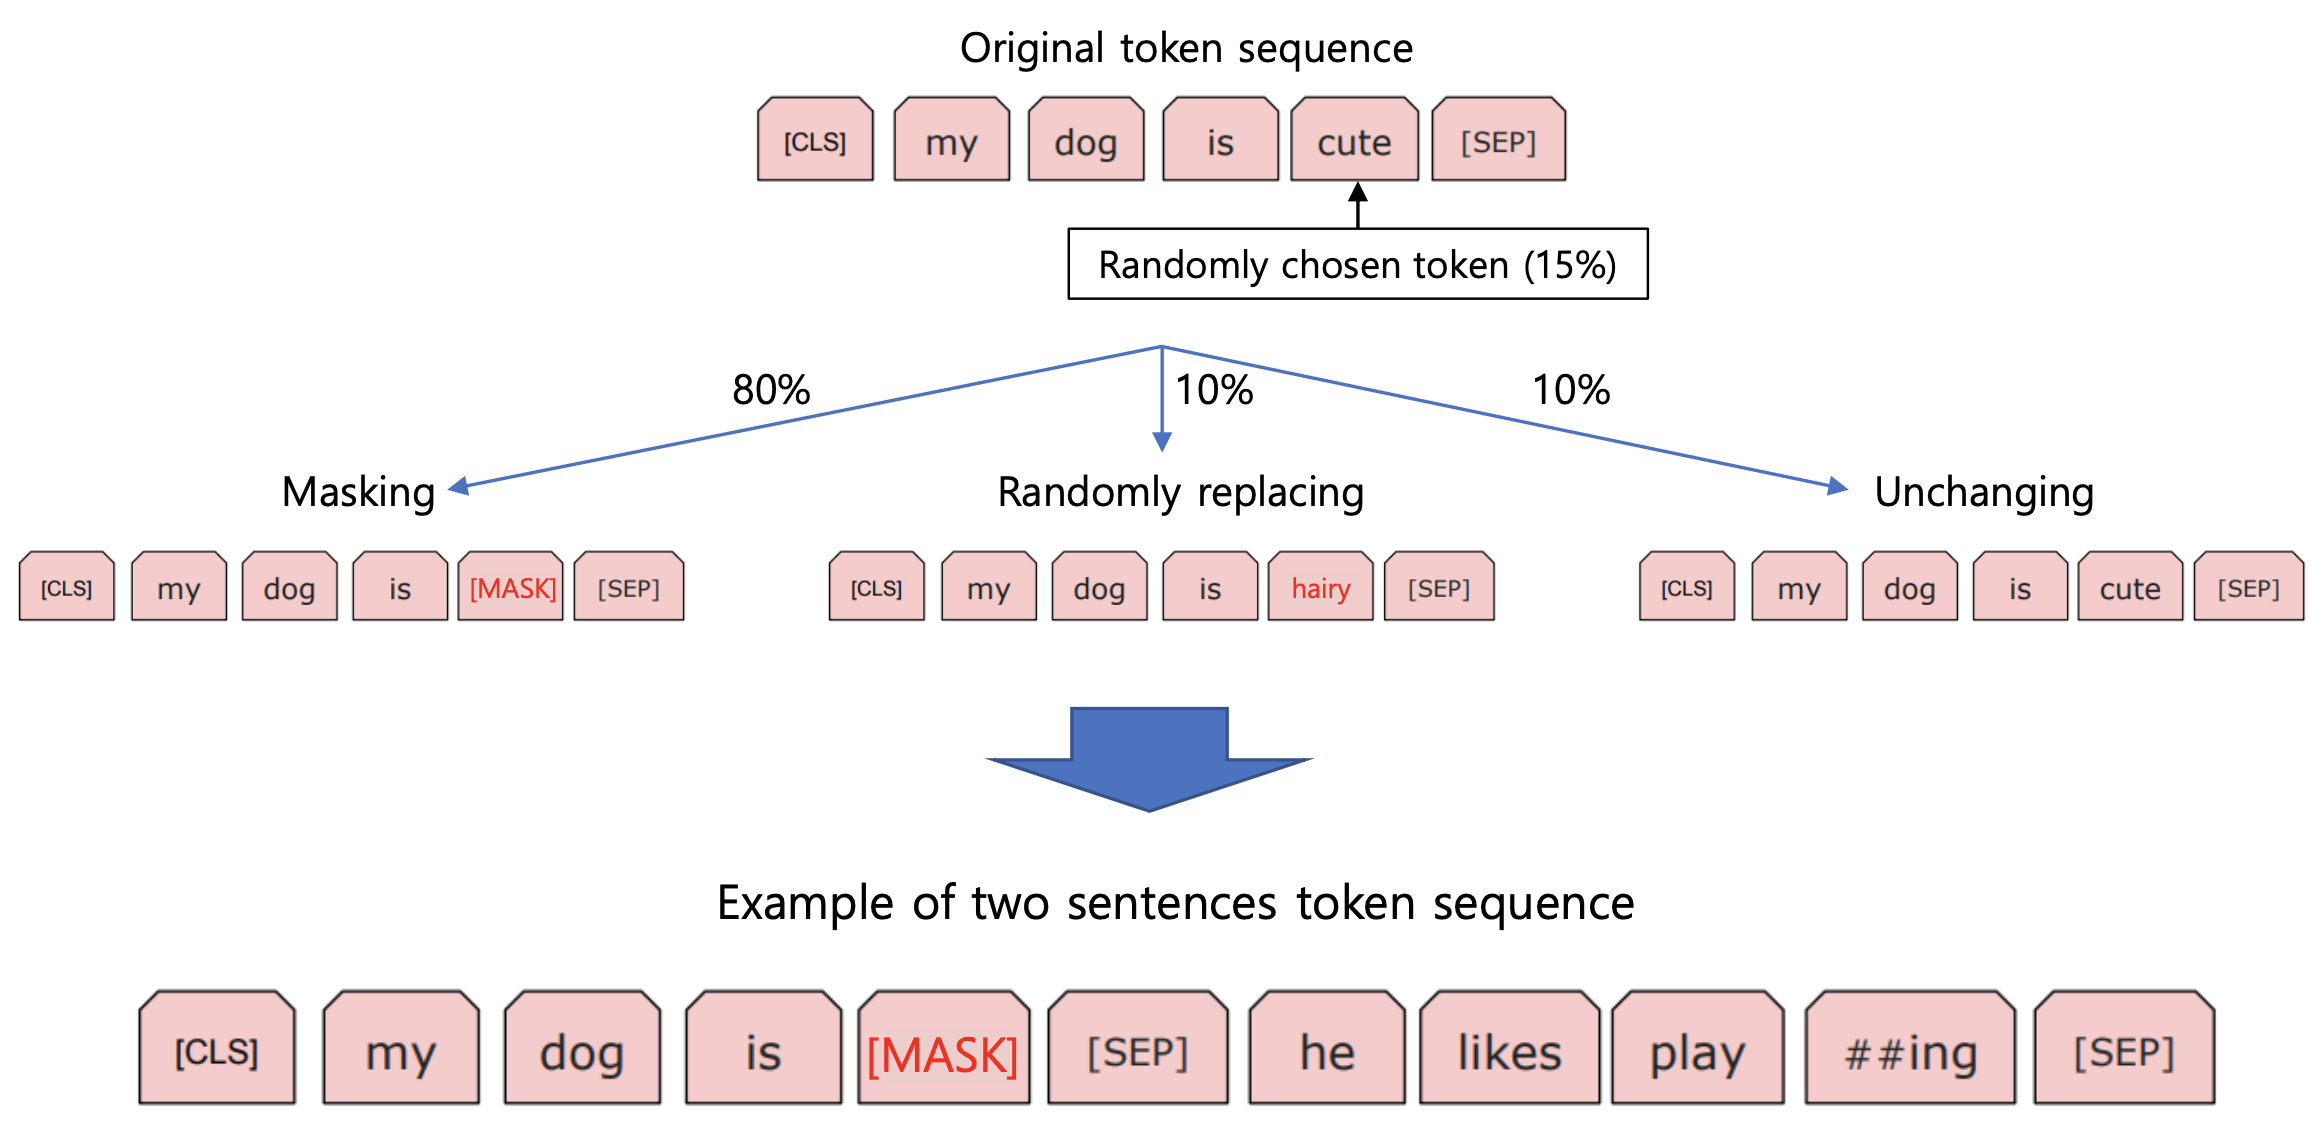 Original token sequence
[CLS] my dog is cute [SEP]
Randomly chosen token (15%)
80% 10% 10%
Masking Randomly replacing Unchanging
[CLS] my dog is [MASK] [SEP] [CLS] my dog is hairy [SEP] [CLS] my dog is cute [SEP]
Example of two sentences token sequence
[CLS] my dog is [MASK] [SEP] he likes play ##ing [SEP]